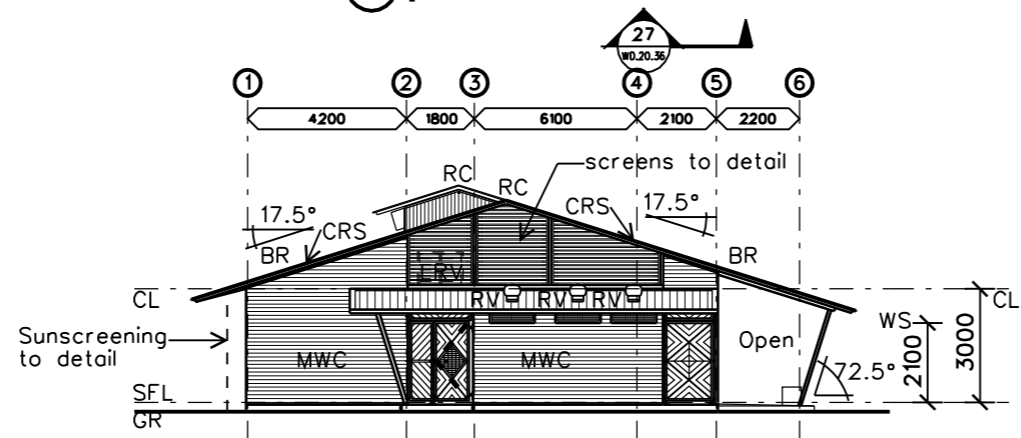 27
WD.20.36
1 2 3 4 5 6
4200 1800 6100 2100 2200
screens to detail
RC RC
17.5° CRS CRS 17.5°
BR BR
LRV
CL RV RV RV CL
Sunscreening
to detail
WS
Open
MWC MWC
2100
3000
72.5°
SFL
GR